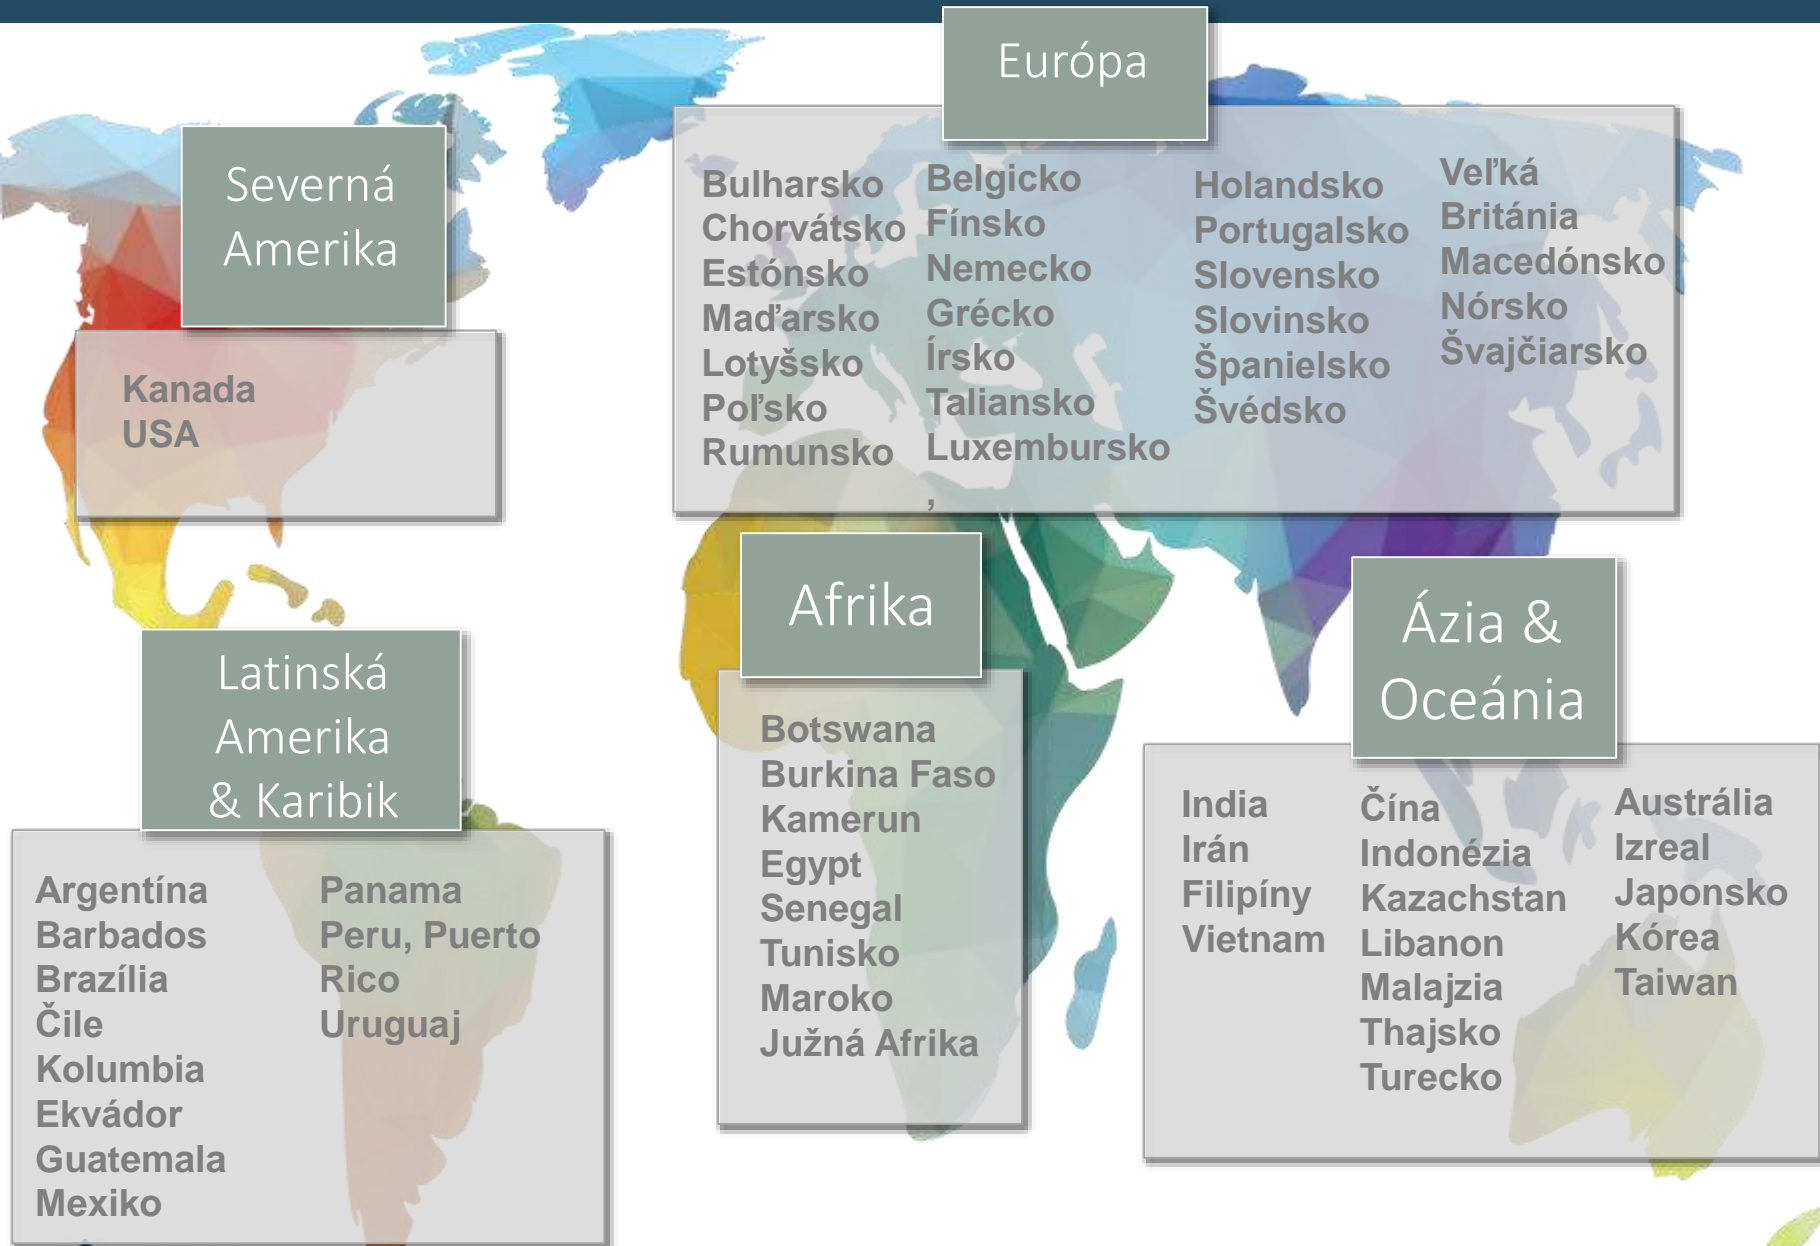 Európa
Bulharsko
Chorvátsko
Estónsko
Maďarsko
Lotyšsko
Poľsko
Rumunsko
Belgicko
Fínsko
Nemecko
Grécko
Írsko
Taliansko
Luxembursko
,
Holandsko
Portugalsko
Slovensko
Slovinsko
Španielsko
Švédsko
Veľká
Británia
Macedónsko
Nórsko
Švajčiarsko
Severná
Amerika
Kanada
USA
Latinská
Amerika
& Karibik
Argentína
Barbados
Brazília
Čile
Kolumbia
Ekvádor
Guatemala
Mexiko
Panama
Peru, Puerto
Rico
Uruguaj
Afrika
Botswana
Burkina Faso
Kamerun
Egypt
Senegal
Tunisko
Maroko
Južná Afrika
Ázia &
Oceánia
India
Irán
Filipíny
Vietnam
Čína
Indonézia
Kazachstan
Libanon
Malajzia
Thajsko
Turecko
Austrália
Izreal
Japonsko
Kórea
Taiwan